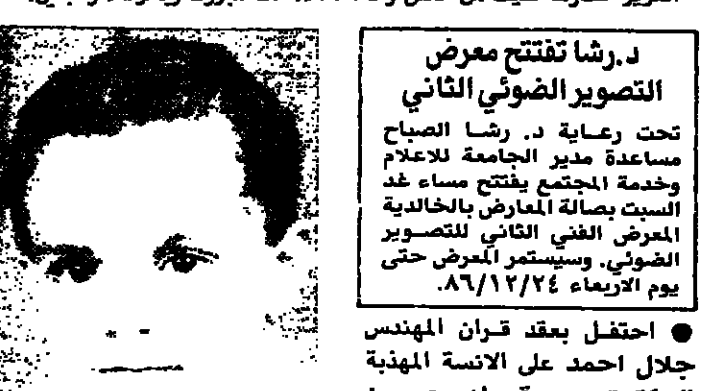 د.رشا تفتتح معرض
التصوير الضوئي الثاني
تحت رعاية د. رشا الصباح
مساعدة مدير الجامعة للاعلام
وخدمة المجتمع يفتتح مساء غد
السبت بصالة المعارض بالخالدية
المعرض الفني الثاني للتصوير
الضوئي. وسيستمر المعرض حتى
يوم الاربعاء ٨٦/١٢/٢٤.
● احتفل بعقد قران المهندس
جلال احمد على الانسة المهذبة